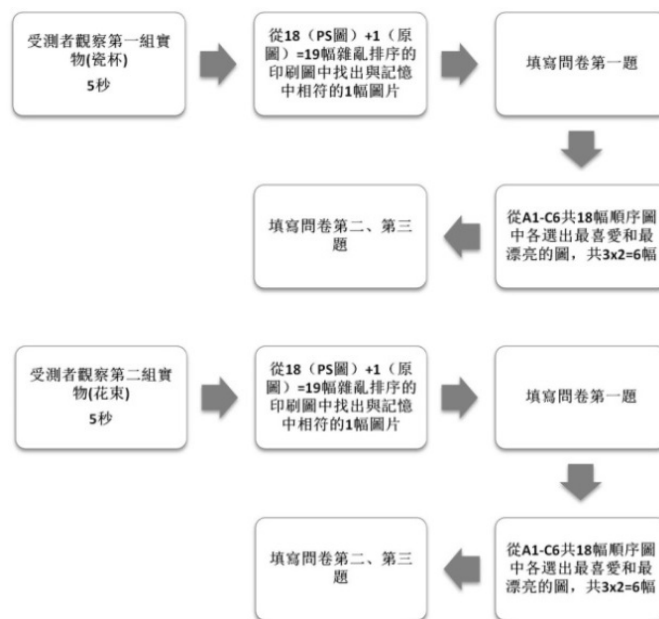 受測者觀察第一組實
物(瓷杯)
5秒
從18（PS圖）+1（原
圖）=19幅雜亂排序的
印刷圖中找出與記憶
中相符的1幅圖片
填寫問卷第一題
從A1-C6共18幅順序圖
中各選出最喜愛和最
漂亮的圖，共3x2=6幅
填寫問卷第二、第三
題
受測者觀察第二組實
物(花束)
5秒
從18（PS圖）+1（原
圖）=19幅雜亂排序的
印刷圖中找出與記憶
中相符的1幅圖片
填寫問卷第一題
從A1-C6共18幅順序圖
中各選出最喜愛和最
漂亮的圖，共3x2=6幅
填寫問卷第二、第三
題